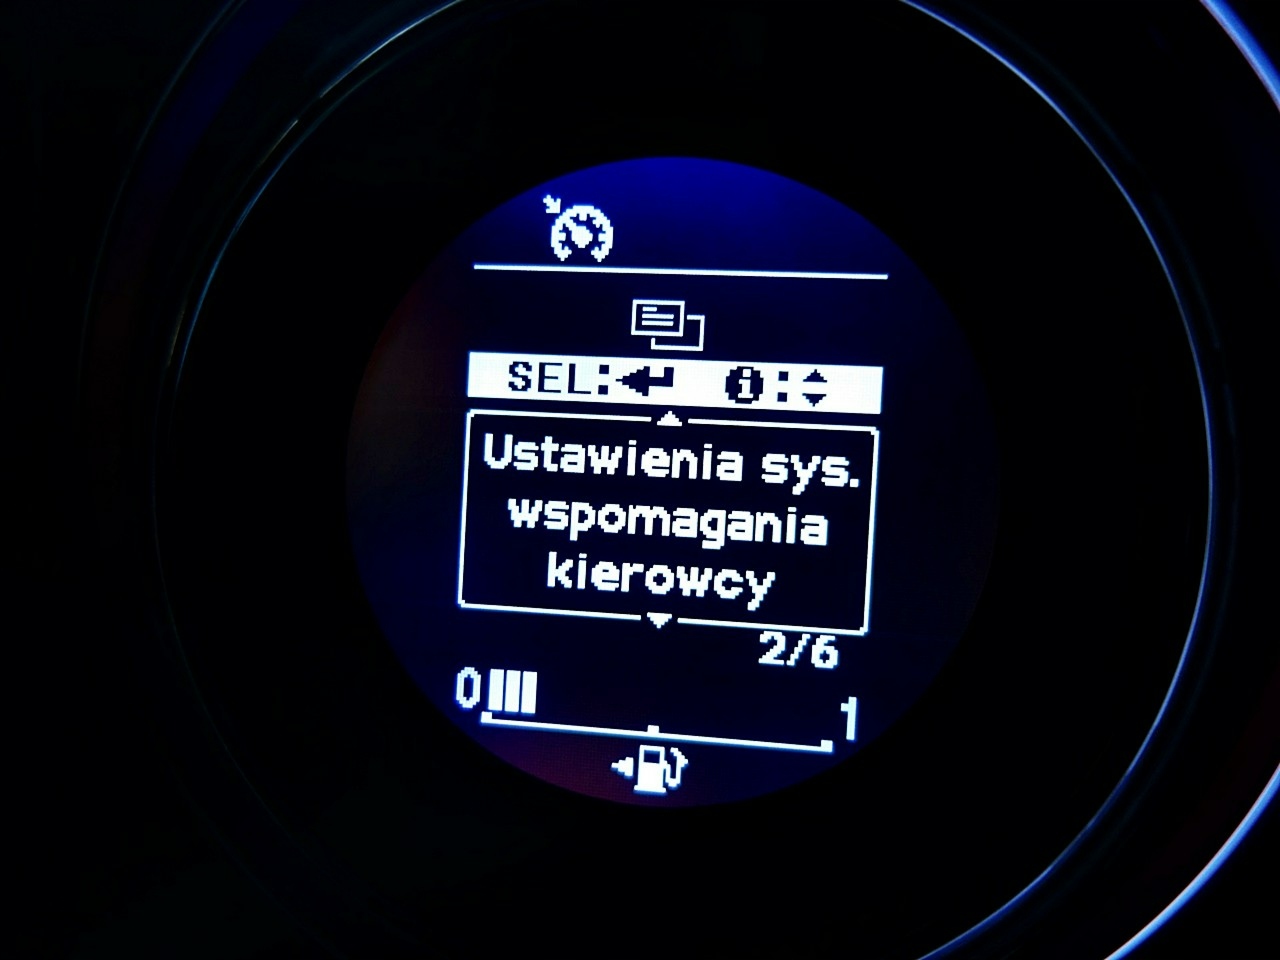 SEL: i:
Ustawienia sys.
wspomagania
kierowcy
2/6
0 1